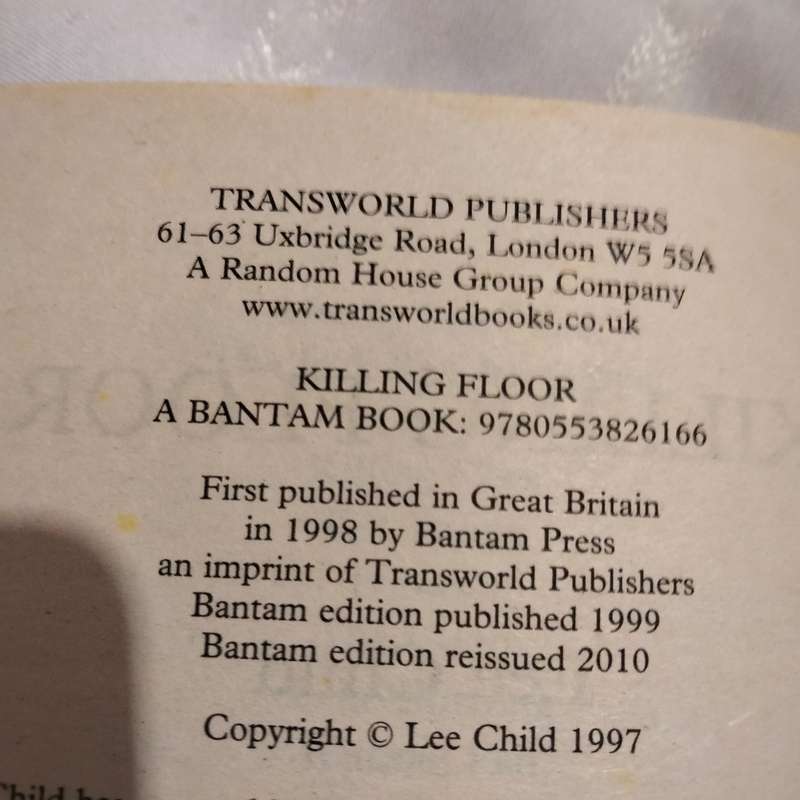 TRANSWORLD PUBLISHERS
61–63 Uxbridge Road, London W5 5SA
A Random House Group Company
www.transworldbooks.co.uk
KILLING FLOOR
A BANTAM BOOK: 9780553826166
First published in Great Britain
in 1998 by Bantam Press
an imprint of Transworld Publishers
Bantam edition published 1999
Bantam edition reissued 2010
Copyright © Lee Child 1997
Child